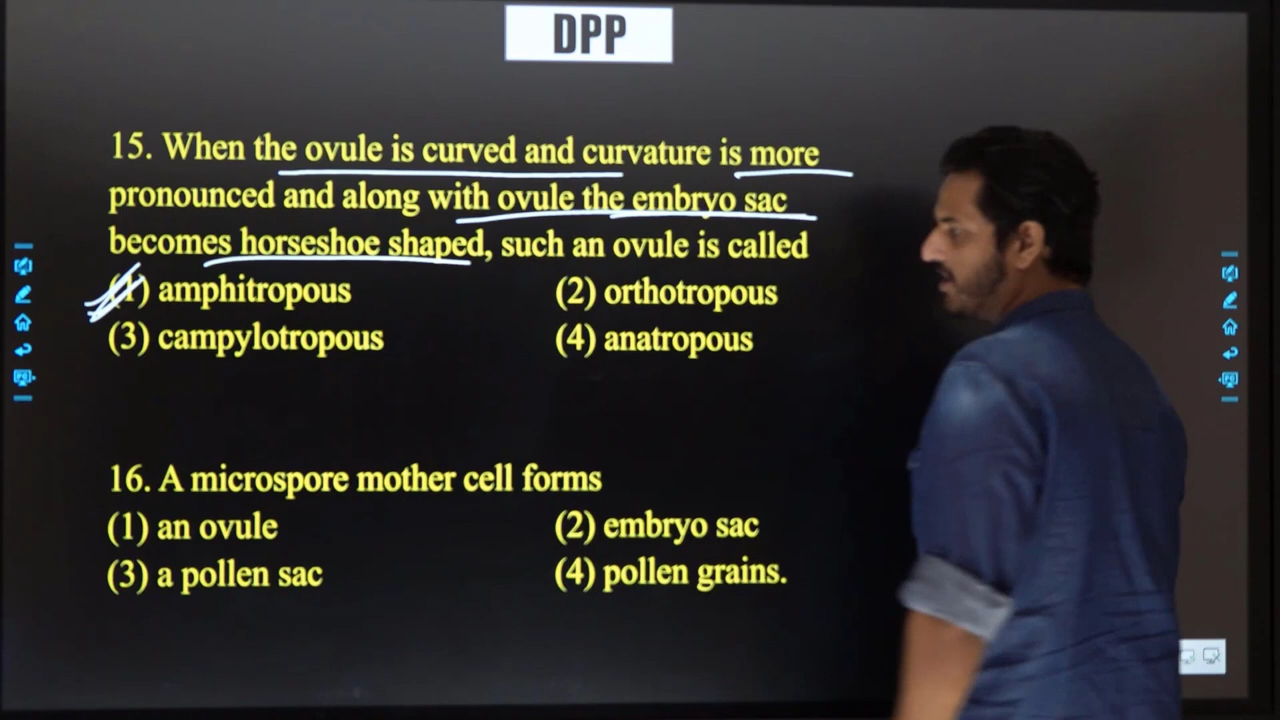 DPP
15. When the ovule is curved and curvature is more
pronounced and along with ovule the embryo sac
becomes horseshoe shaped, such an ovule is called
(1) amphitropous (2) orthotropous
(3) campylotropous (4) anatropous
16. A microspore mother cell forms
(1) an ovule (2) embryo sac
(3) a pollen sac (4) pollen grains.